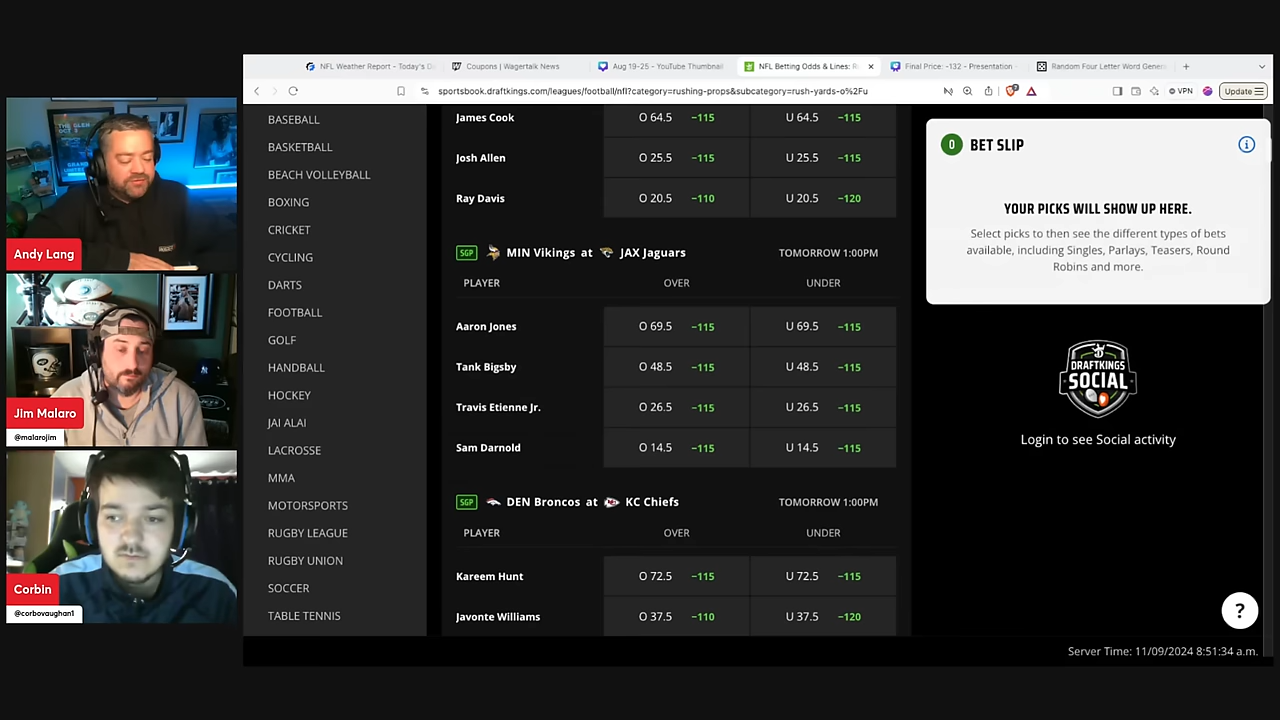 NFL Weather Report - Today's D
Coupons | Wagertalk News
Aug 19-25 - YouTube Thumbnail
NFL Betting Odds & Lines: R
Final Price: -132 - Presentation -
Random Four Letter Word Gener
sportsbook.draftkings.com/leagues/football/nfl?category=rushing-props&subcategory=rush-yards-o%2Fu
VPN
Update
Andy Lang
Jim Malaro
@malarojim
Corbin
@corbovaughan1
BASEBALL
BASKETBALL
BEACH VOLLEYBALL
BOXING
CRICKET
CYCLING
DARTS
FOOTBALL
GOLF
HANDBALL
HOCKEY
JAI ALAI
LACROSSE
MMA
MOTORSPORTS
RUGBY LEAGUE
RUGBY UNION
SOCCER
TABLE TENNIS
James Cook O 64.5 −115 U 64.5 −115
Josh Allen O 25.5 −115 U 25.5 −115
Ray Davis O 20.5 −110 U 20.5 −120
SGP MIN Vikings at JAX Jaguars TOMORROW 1:00PM
PLAYER OVER UNDER
Aaron Jones O 69.5 −115 U 69.5 −115
Tank Bigsby O 48.5 −115 U 48.5 −115
Travis Etienne Jr. O 26.5 −115 U 26.5 −115
Sam Darnold O 14.5 −115 U 14.5 −115
SGP DEN Broncos at KC Chiefs TOMORROW 1:00PM
PLAYER OVER UNDER
Kareem Hunt O 72.5 −115 U 72.5 −115
Javonte Williams O 37.5 −110 U 37.5 −120
0 BET SLIP
YOUR PICKS WILL SHOW UP HERE.
Select picks to then see the different types of bets
available, including Singles, Parlays, Teasers, Round
Robins and more.
DRAFTKINGS
SOCIAL
Login to see Social activity
?
Server Time: 11/09/2024 8:51:34 a.m.